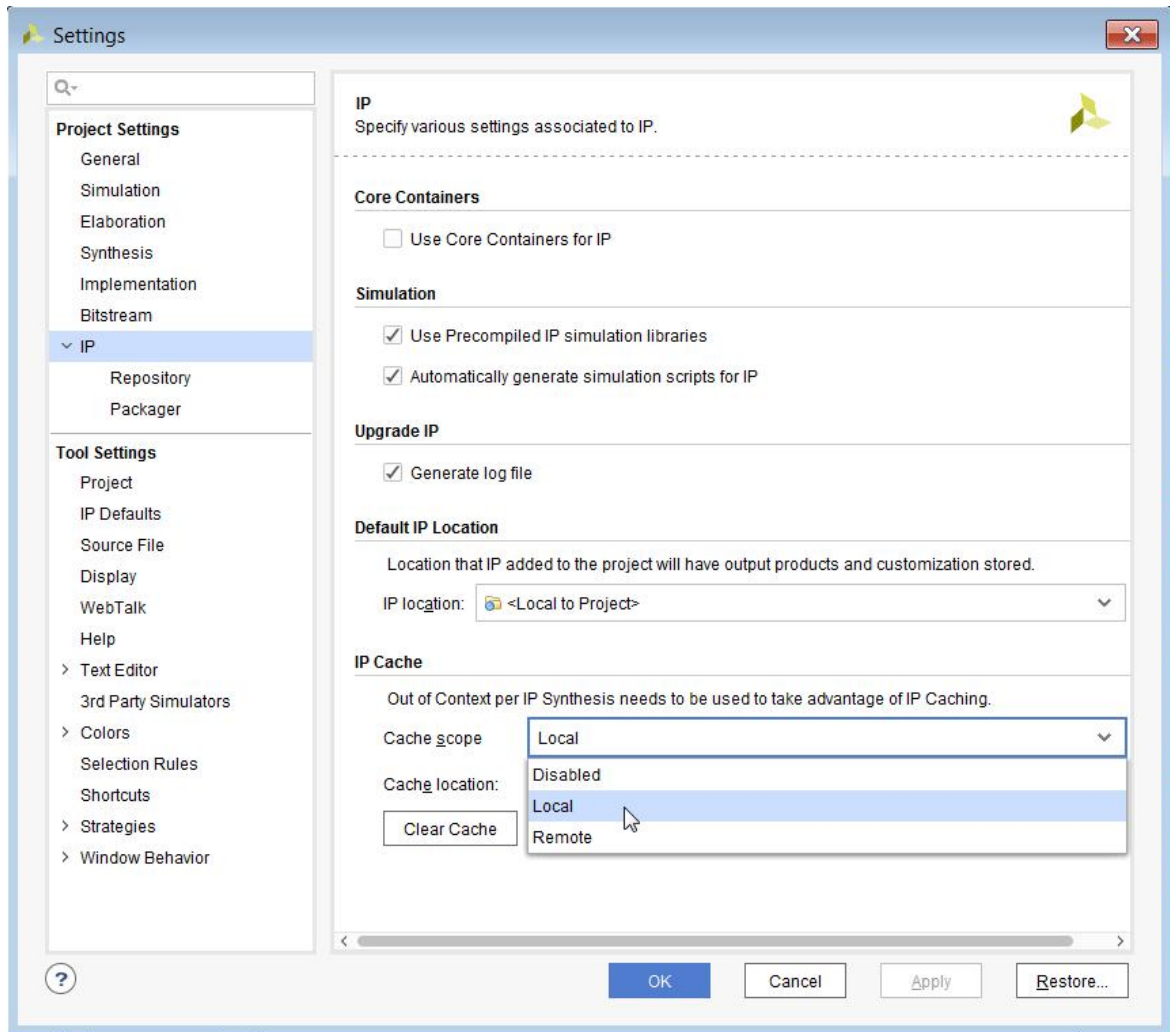 Settings
Project Settings
General
Simulation
Elaboration
Synthesis
Implementation
Bitstream
IP
Repository
Packager
Tool Settings
Project
IP Defaults
Source File
Display
WebTalk
Help
Text Editor
3rd Party Simulators
Colors
Selection Rules
Shortcuts
Strategies
Window Behavior
IP
Specify various settings associated to IP.
Core Containers
Use Core Containers for IP
Simulation
Use Precompiled IP simulation libraries
Automatically generate simulation scripts for IP
Upgrade IP
Generate log file
Default IP Location
Location that IP added to the project will have output products and customization stored.
IP location: <Local to Project>
IP Cache
Out of Context per IP Synthesis needs to be used to take advantage of IP Caching.
Cache scope Local
Disabled
Cache location:
Local
Clear Cache
Remote
? OK Cancel Apply Restore...